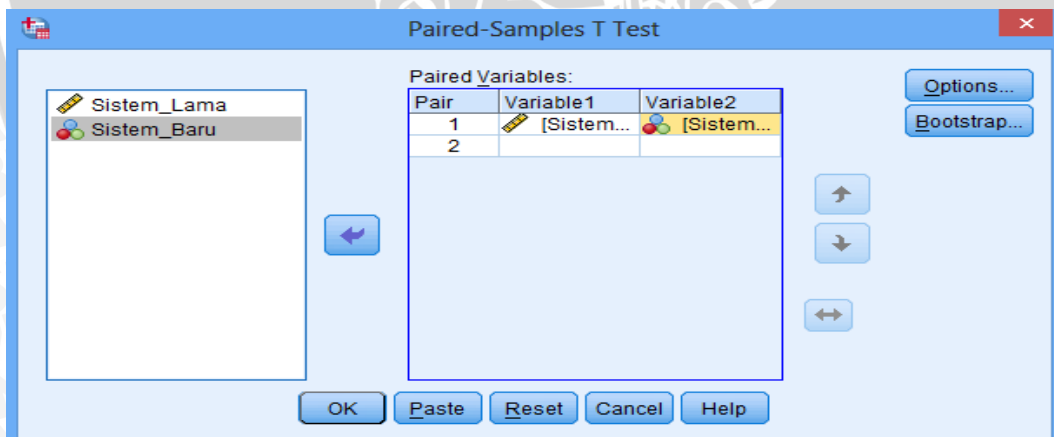 Paired-Samples T Test
Sistem_Lama
Sistem_Baru
Paired Variables:
Pair Variable1 Variable2
1 [Sistem... [Sistem...
2
Options...
Bootstrap...
OK Paste Reset Cancel Help